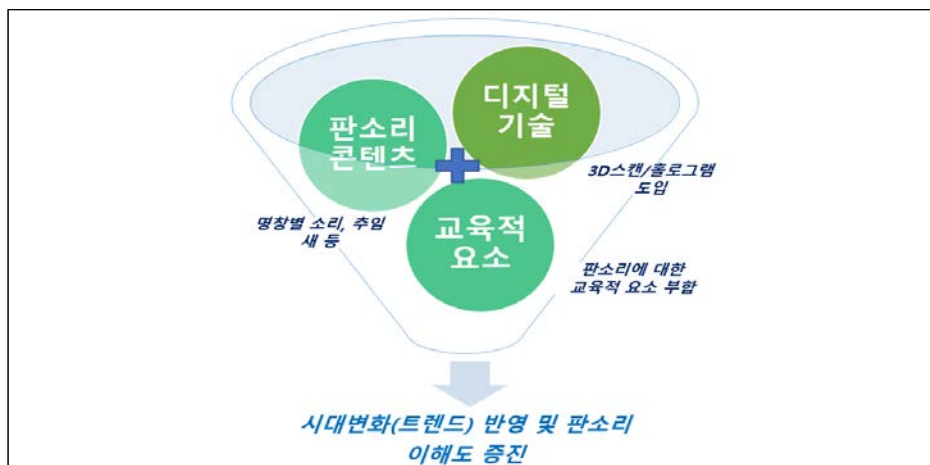 판소리
콘텐츠
디지털
기술
3D스캔/홀로그램
도입
명창별 소리, 추임
새 등
교육적
요소
판소리에 대한
교육적 요소 부합
시대변화(트렌드) 반영 및 판소리
이해도 증진